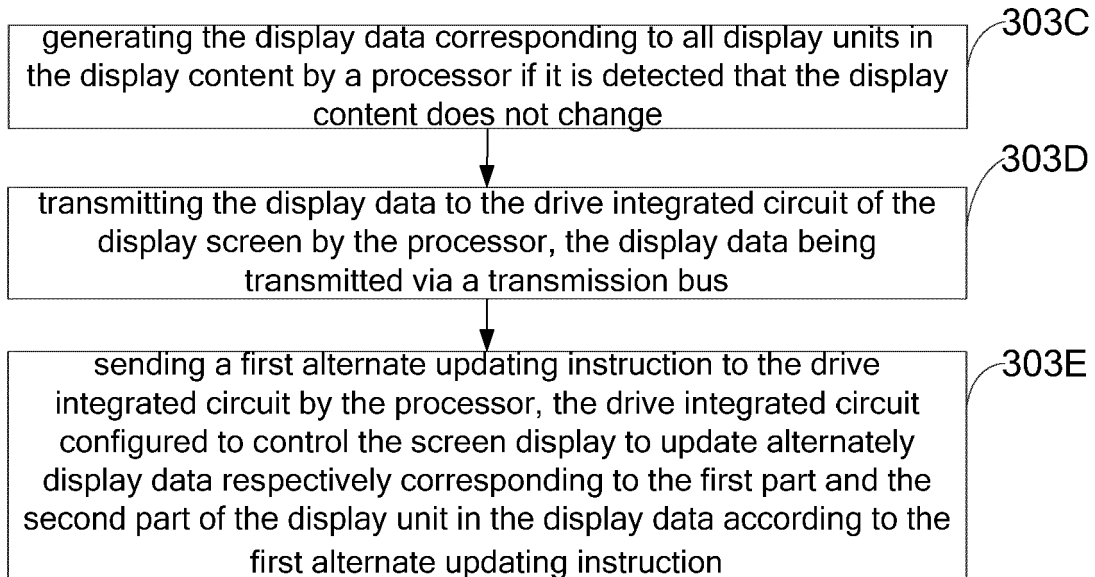 303C
generating the display data corresponding to all display units in
the display content by a processor if it is detected that the display
content does not change
303D
transmitting the display data to the drive integrated circuit of the
display screen by the processor, the display data being
transmitted via a transmission bus
303E
sending a first alternate updating instruction to the drive
integrated circuit by the processor, the drive integrated circuit
configured to control the screen display to update alternately
display data respectively corresponding to the first part and the
second part of the display unit in the display data according to the
first alternate updating instruction